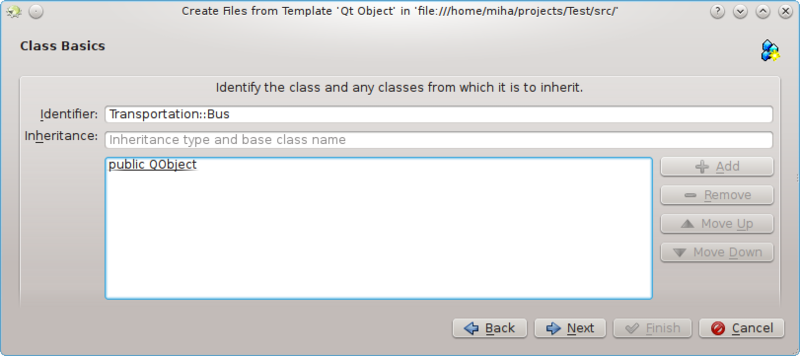 Create Files from Template 'Qt Object' in 'file:///home/miha/projects/Test/src/'
Class Basics
Identify the class and any classes from which it is to inherit.
Identifier: Transportation::Bus
Inheritance: Inheritance type and base class name
public QObject
Add
Remove
Move Up
Move Down
Back Next Finish Cancel